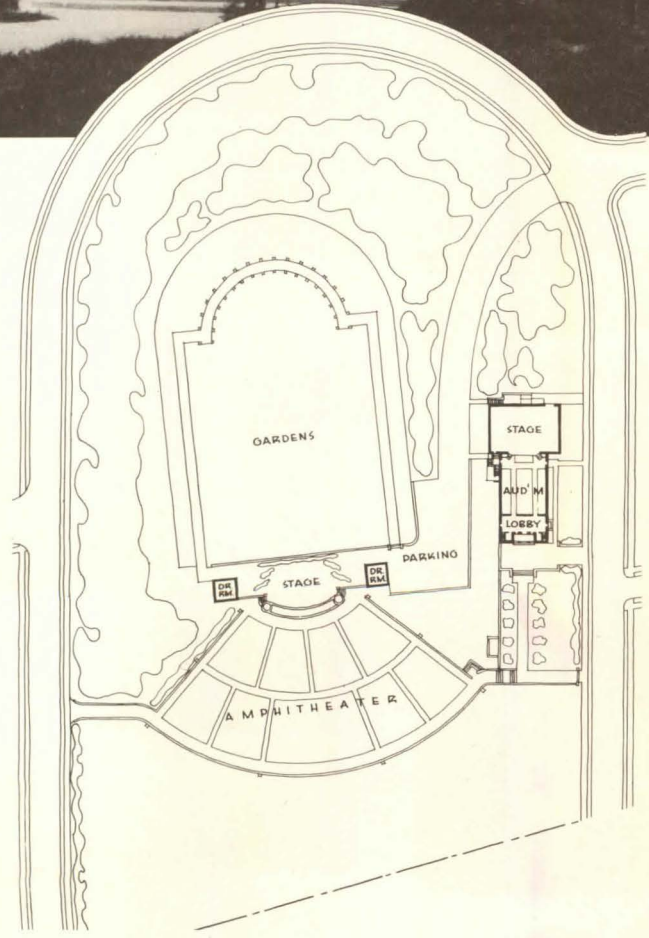 GARDENS
STAGE
AUD'M
LOBBY
PARKING
DR.
RM.
STAGE
DR.
RM.
AMPHITHEATER